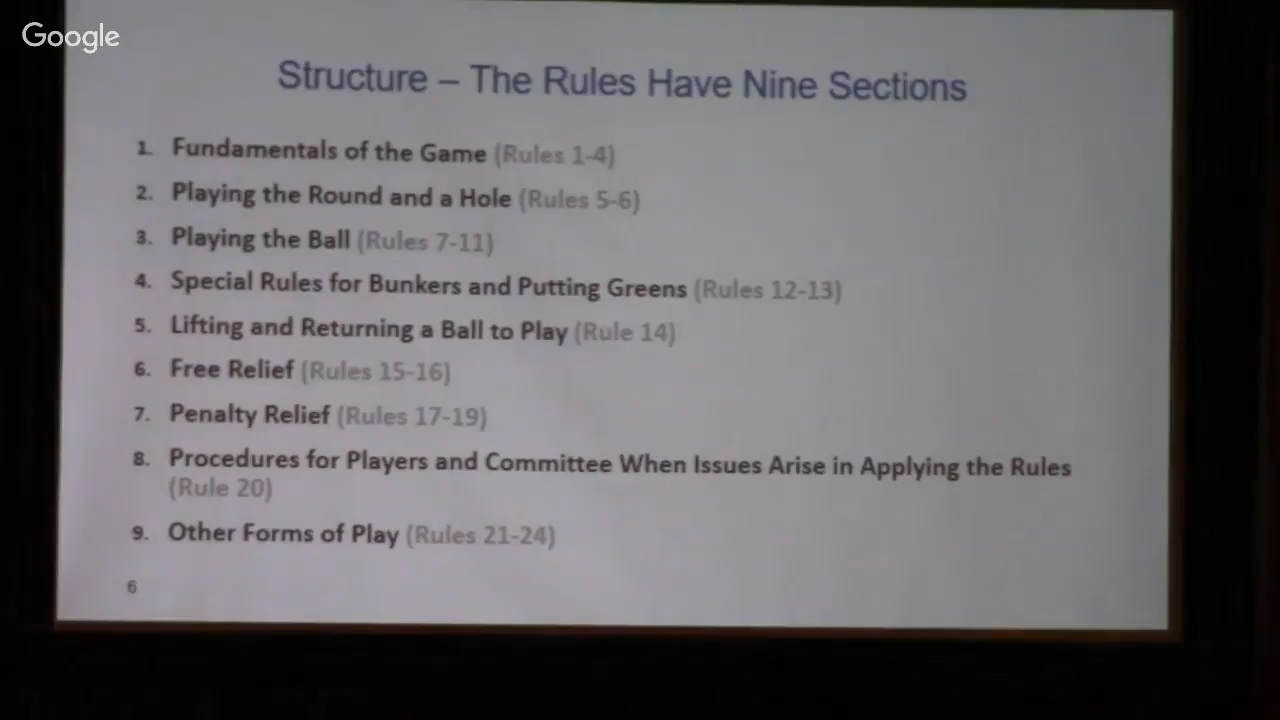 Google
Structure – The Rules Have Nine Sections
1. Fundamentals of the Game (Rules 1-4)
2. Playing the Round and a Hole (Rules 5-6)
3. Playing the Ball (Rules 7-11)
4. Special Rules for Bunkers and Putting Greens (Rules 12-13)
5. Lifting and Returning a Ball to Play (Rule 14)
6. Free Relief (Rules 15-16)
7. Penalty Relief (Rules 17-19)
8. Procedures for Players and Committee When Issues Arise in Applying the Rules
(Rule 20)
9. Other Forms of Play (Rules 21-24)
6